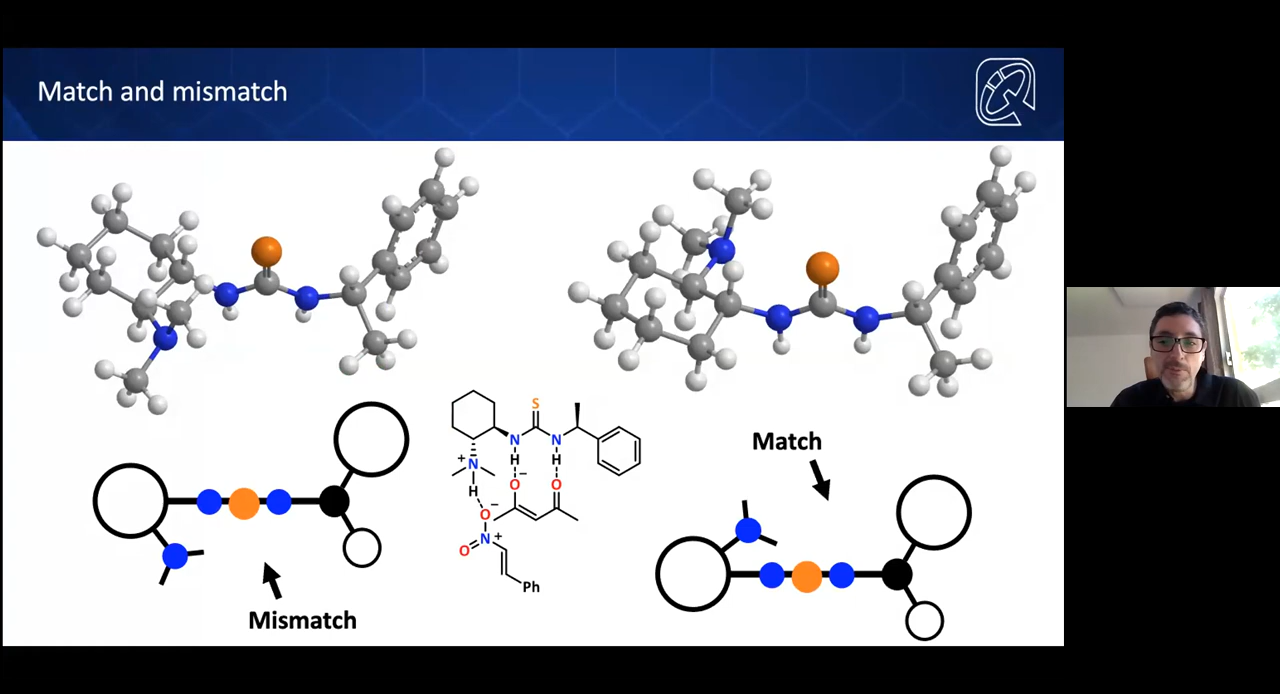 Match and mismatch
S
N
N
H
H
+
N
−
O
O
H
−
O
+
N
O
Ph
Match
Mismatch